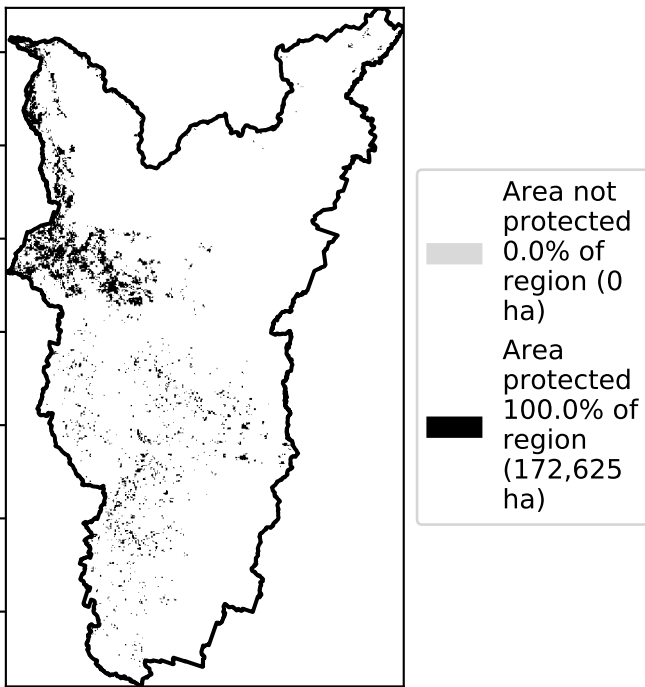 Area not
protected
0.0% of
region (0
ha)
Area
protected
100.0% of
region
(172,625
ha)